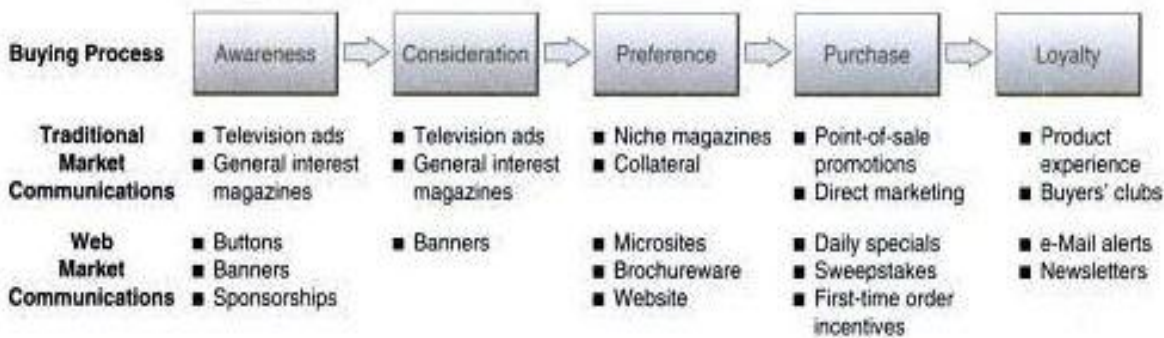 Buying Process
Awareness
Consideration
Preference
Purchase
Loyalty
Traditional
Market
Communications
■ Television ads
■ General interest
magazines
■ Television ads
■ General interest
magazines
■ Niche magazines
■ Collateral
■ Point-of-sale
promotions
■ Direct marketing
■ Product
experience
■ Buyers' clubs
Web
Market
Communications
■ Buttons
■ Banners
■ Sponsorships
■ Banners
■ Microsites
■ Brochureware
■ Website
■ Daily specials
■ Sweepstakes
■ First-time order
incentives
■ e-Mail alerts
■ Newsletters